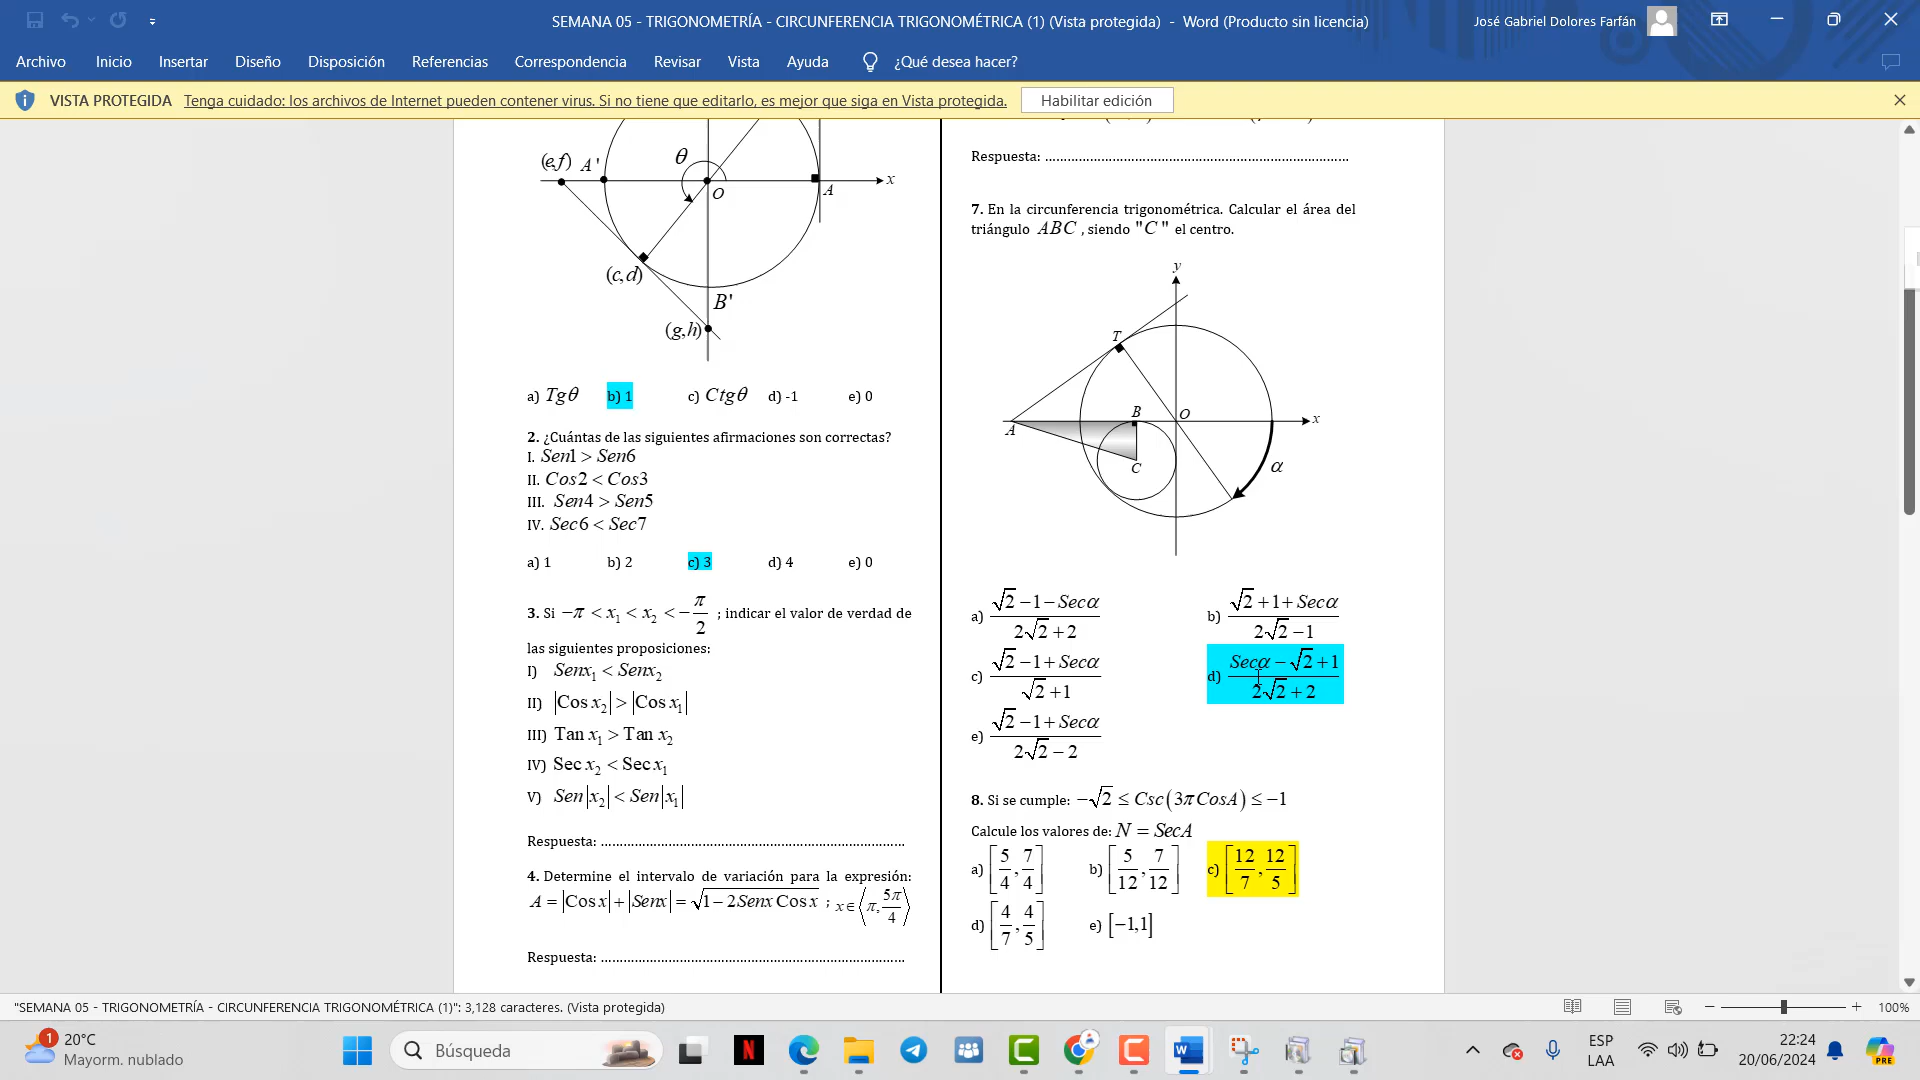 SEMANA 05 - TRIGONOMETRÍA - CIRCUNFERENCIA TRIGONOMÉTRICA (1) (Vista protegida) - Word (Producto sin licencia)
José Gabriel Dolores Farfán
Archivo Inicio Insertar Diseño Disposición Referencias Correspondencia Revisar Vista Ayuda ¿Qué desea hacer?
VISTA PROTEGIDA Tenga cuidado: los archivos de Internet pueden contener virus. Si no tiene que editarlo, es mejor que siga en Vista protegida. Habilitar edición
(e,f) A' θ O A x
(c,d)
B'
(g,h)
a) Tgθ b) 1 c) Ctgθ d) -1 e) 0
2. ¿Cuántas de las siguientes afirmaciones son correctas?
I. Sen1 > Sen6
II. Cos2 < Cos3
III. Sen4 > Sen5
IV. Sec6 < Sec7
a) 1 b) 2 c) 3 d) 4 e) 0
3. Si −π < x₁ < x₂ < −π/2 ; indicar el valor de verdad de
las siguientes proposiciones:
I) Senx₁ < Senx₂
II) |Cos x₂| > |Cos x₁|
III) Tan x₁ > Tan x₂
IV) Sec x₂ < Sec x₁
V) Sen|x₂| < Sen|x₁|
Respuesta: ................................................................................
4. Determine el intervalo de variación para la expresión:
A = |Cos x| + |Senx| = √(1 − 2Senx Cos x) ; x ∈ ⟨π, 5π/4⟩
Respuesta: ................................................................................
Respuesta: ................................................................................
7. En la circunferencia trigonométrica. Calcular el área del
triángulo ABC , siendo "C" el centro.
y
T
B O x
A
C α
a) (√2 − 1 − Secα)/(2√2 + 2) b) (√2 + 1 + Secα)/(2√2 − 1)
c) (√2 − 1 + Secα)/(√2 + 1) d) (Secα − √2 + 1)/(2√2 + 2)
e) (√2 − 1 + Secα)/(2√2 − 2)
8. Si se cumple: −√2 ≤ Csc(3πCosA) ≤ −1
Calcule los valores de: N = SecA
a) [5/4, 7/4] b) [5/12, 7/12] c) [12/7, 12/5]
d) [4/7, 4/5] e) [−1,1]
"SEMANA 05 - TRIGONOMETRÍA - CIRCUNFERENCIA TRIGONOMÉTRICA (1)": 3,128 caracteres. (Vista protegida)
100%
1
20°C
Mayorm. nublado
Búsqueda
ESP
LAA
22:24
20/06/2024
PRE